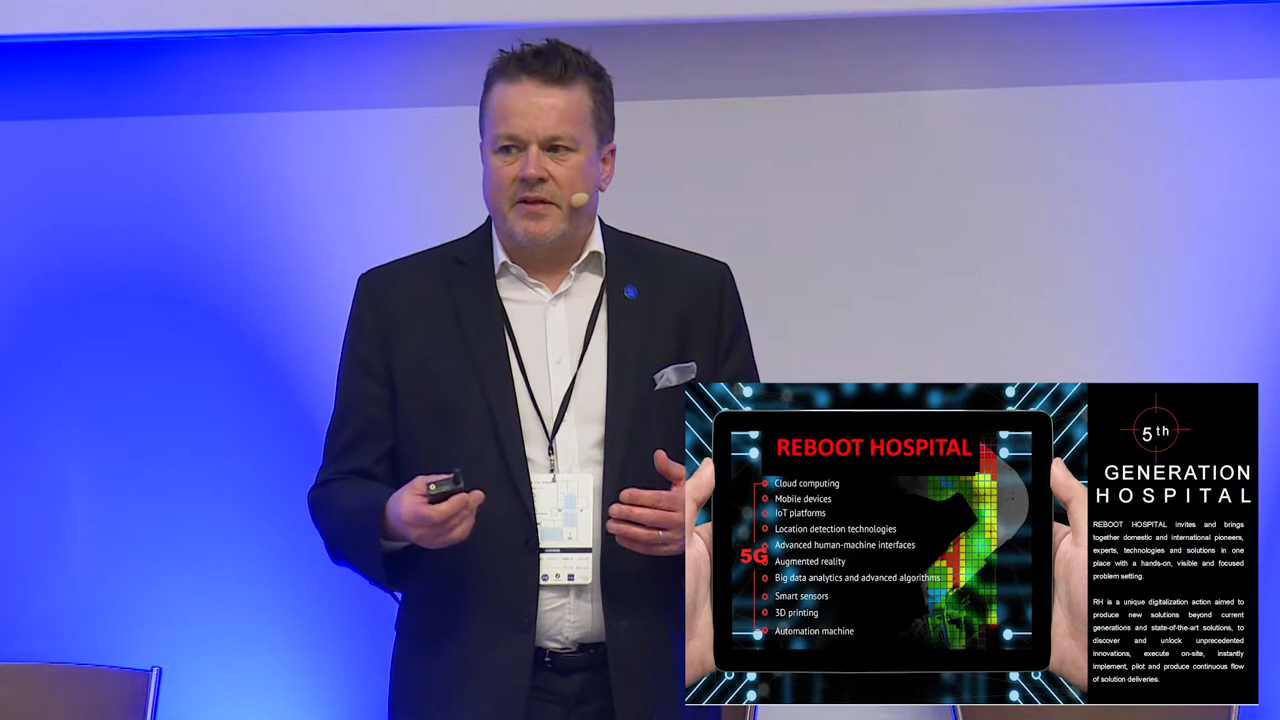 REBOOT HOSPITAL
Cloud computing
Mobile devices
IoT platforms
Location detection technologies
Advanced human-machine interfaces
5G
Augmented reality
Big data analytics and advanced algorithms
Smart sensors
3D printing
Automation machine
5th
GENERATION
HOSPITAL
REBOOT HOSPITAL invites and brings
together domestic and international pioneers,
experts, technologies and solutions in one
place with a hands-on, visible and focused
problem setting.
RH is a unique digitalization action aimed to
produce new solutions beyond current
generations and state-of-the-art solutions, to
discover and unlock unprecedented
innovations, execute on-site, instantly
implement, pilot and produce continuous flow
of solution deliveries.